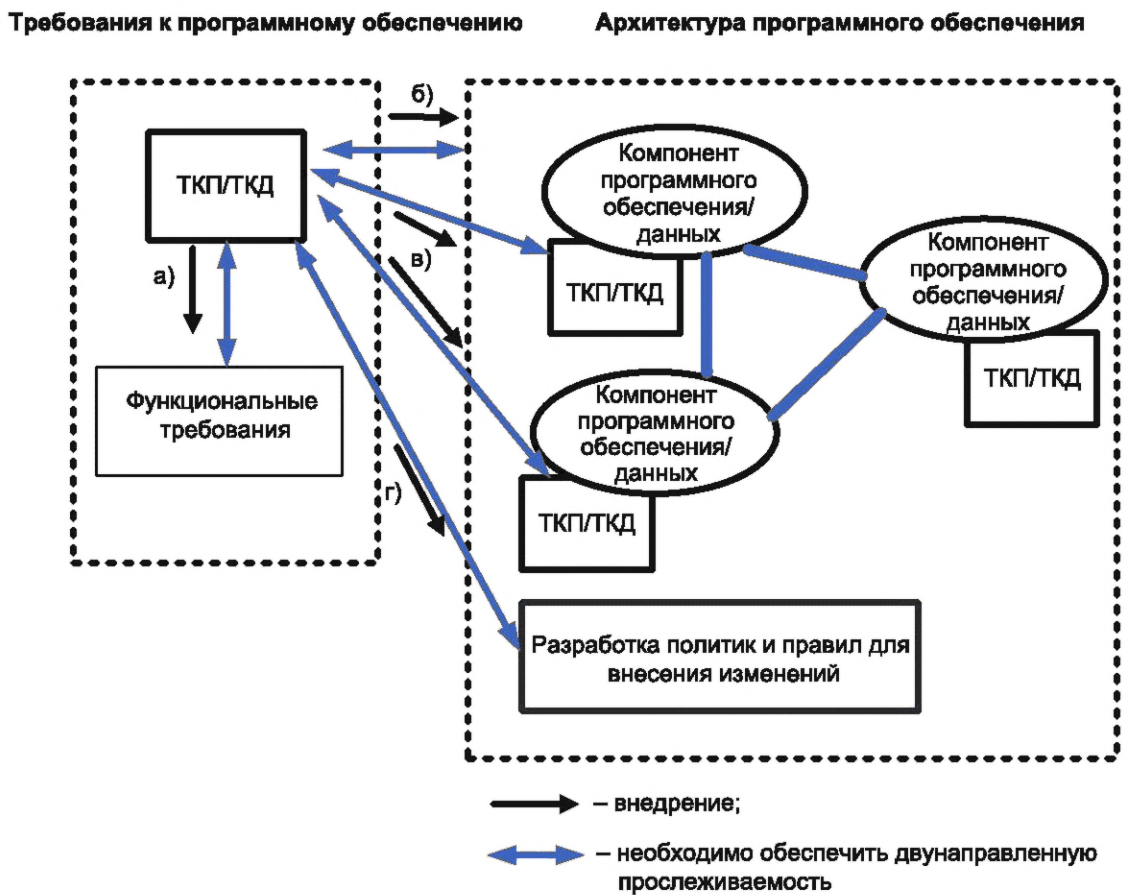 Требования к программному обеспечению
Архитектура программного обеспечения
б)
ТКП/ТКД
а)
Функциональные
требования
в)
г)
Компонент
программного
обеспечения/
данных
ТКП/ТКД
Компонент
программного
обеспечения/
данных
ТКП/ТКД
Компонент
программного
обеспечения/
данных
ТКП/ТКД
Разработка политик и правил для
внесения изменений
– внедрение;
– необходимо обеспечить двунаправленную
прослеживаемость